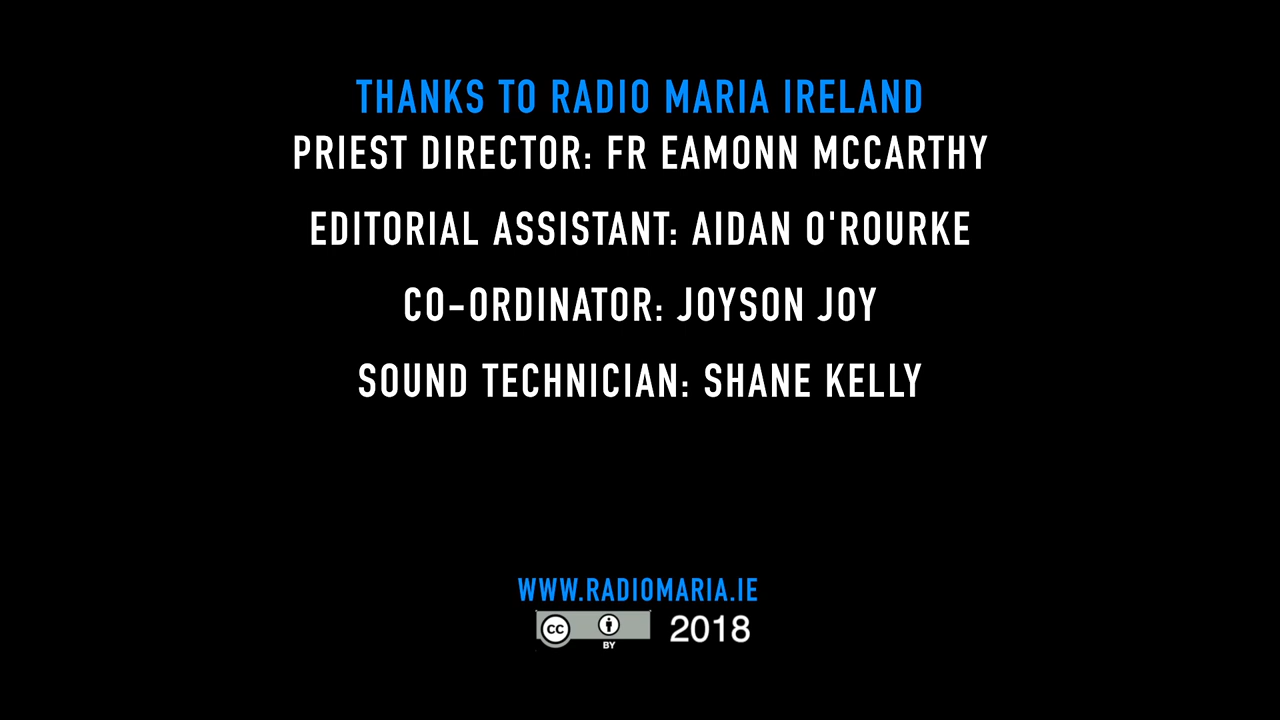 THANKS TO RADIO MARIA IRELAND
PRIEST DIRECTOR: FR EAMONN MCCARTHY
EDITORIAL ASSISTANT: AIDAN O'ROURKE
CO-ORDINATOR: JOYSON JOY
SOUND TECHNICIAN: SHANE KELLY
WWW.RADIOMARIA.IE
CC BY 2018